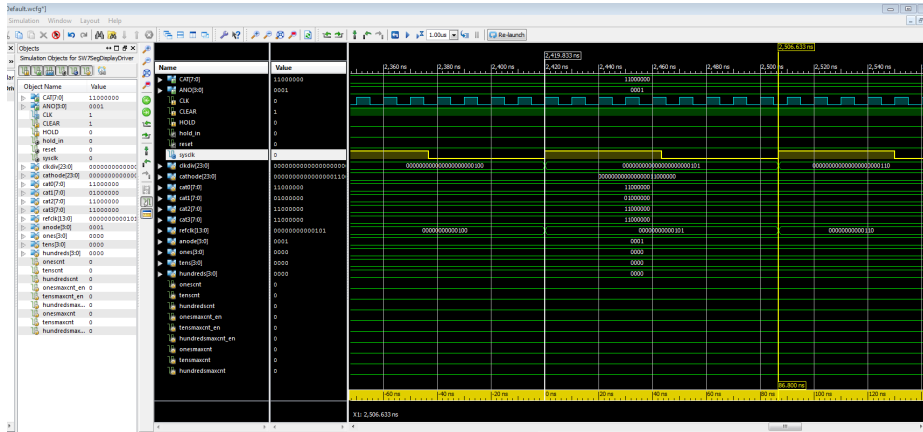 Default.wcfg*]
Simulation Window Layout Help
1.00us Re-launch
Objects
Simulation Objects for SW7SegDisplayDriver
Object Name Value
CAT[7:0] 11000000
ANO[3:0] 0001
CLK 1
CLEAR 1
HOLD 0
hold_in 0
reset 0
sysclk 0
clkdiv[23:0] 000000000000
cathode[23:0] 000000000000
cat0[7:0] 11000000
cat1[7:0] 01000000
cat2[7:0] 11000000
cat3[7:0] 11000000
refclk[13:0] 00000000000101
anode[3:0] 0001
ones[3:0] 0000
tens[3:0] 0000
hundreds[3:0] 0000
onescnt 0
tenscnt 0
hundredscnt 0
onesmaxcnt_en 0
tensmaxcnt_en 0
hundredsmax... 0
onesmaxcnt 0
tensmaxcnt 0
hundredsmax... 0
Name Value
CAT[7:0] 11000000
ANO[3:0] 0001
CLK 0
CLEAR 1
HOLD 0
hold_in 0
reset 0
sysclk 0
clkdiv[23:0]
cathode[23:0]
cat0[7:0] 11000000
cat1[7:0] 01000000
cat2[7:0] 11000000
cat3[7:0] 11000000
refclk[13:0] 00000000000101
anode[3:0] 0001
ones[3:0] 0000
tens[3:0] 0000
hundreds[3:0] 0000
onescnt 0
tenscnt 0
hundredscnt 0
onesmaxcnt_en 0
tensmaxcnt_en 0
hundredsmaxcnt_en 0
onesmaxcnt 0
tensmaxcnt 0
hundredsmaxcnt 0
2,506.633 ns
2,419.833 ns
2,360 ns 2,380 ns 2,400 ns 2,420 ns 2,440 ns 2,460 ns 2,480 ns 2,500 ns 2,520 ns 2,540 ns
11000000
0001
000000000000000000000100 000000000000000000000101 000000000000000000000110
11000000
01000000
11000000
11000000
00000000000100 00000000000101 00000000000110
0001
0000
0000
0000
86.800 ns
-60 ns -40 ns -20 ns 0 ns 20 ns 40 ns 60 ns 80 ns 100 ns 120 ns
X1: 2,506.633 ns